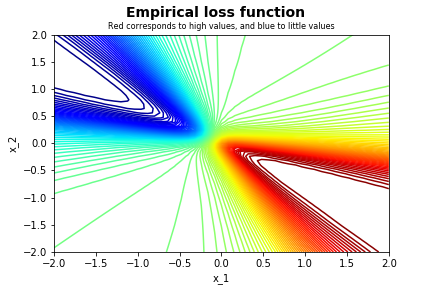 Empirical loss function
Red corresponds to high values, and blue to little values
2.0
1.5
1.0
0.5
0.0
−0.5
−1.0
−1.5
−2.0
x_2
−2.0 −1.5 −1.0 −0.5 0.0 0.5 1.0 1.5 2.0
x_1